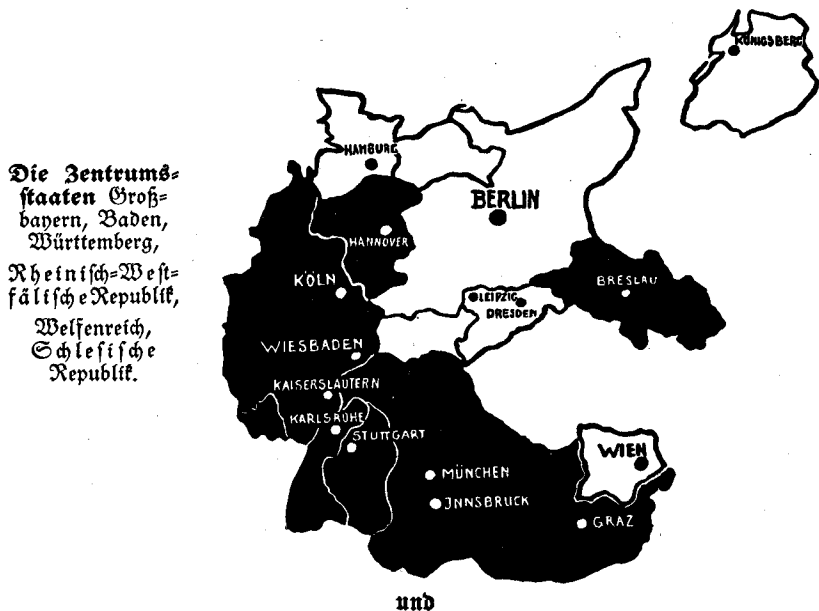 Die Zentrums-
staaten Groß-
bayern, Baden,
Württemberg,
Rheinisch=West-
fälische Republik,
Welfenreich,
Schlesische
Republik.
KÖNIGSBERG
HAMBURG
BERLIN
HANNOVER
KÖLN
LEIPZIG
DRESDEN
BRESLAU
WIESBADEN
KAISERSLAUTERN
KARLSRUHE
STUTTGART
WIEN
MÜNCHEN
JNNSBRUCK
GRAZ
und